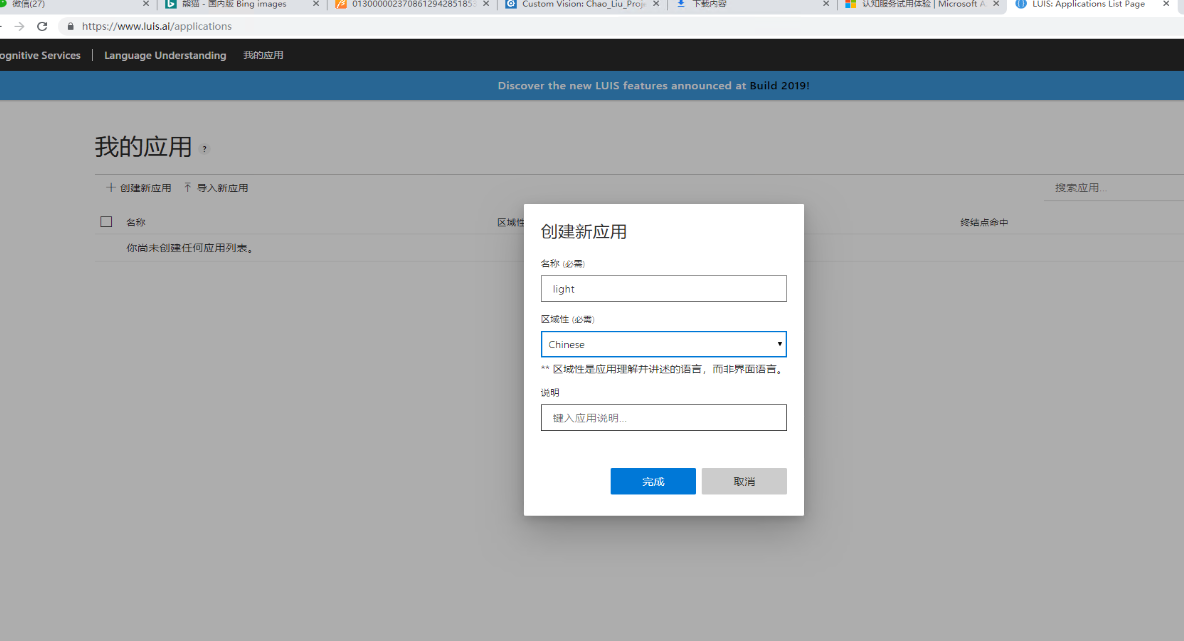 微信(27)
熊猫 - 国内版 Bing images
Custom Vision: Chao_Liu_Proj
下载内容
认知服务试用体验 | Microsoft A
LUIS: Applications List Page
https://www.luis.ai/applications
ognitive Services | Language Understanding 我的应用
Discover the new LUIS features announced at Build 2019!
我的应用 ?
创建新应用 导入新应用
搜索应用...
名称 区域性 终结点命中
你尚未创建任何应用列表。
创建新应用
名称 (必需)
light
区域性 (必需)
Chinese
** 区域性是应用理解并讲述的语言，而非界面语言。
说明
键入应用说明...
完成 取消